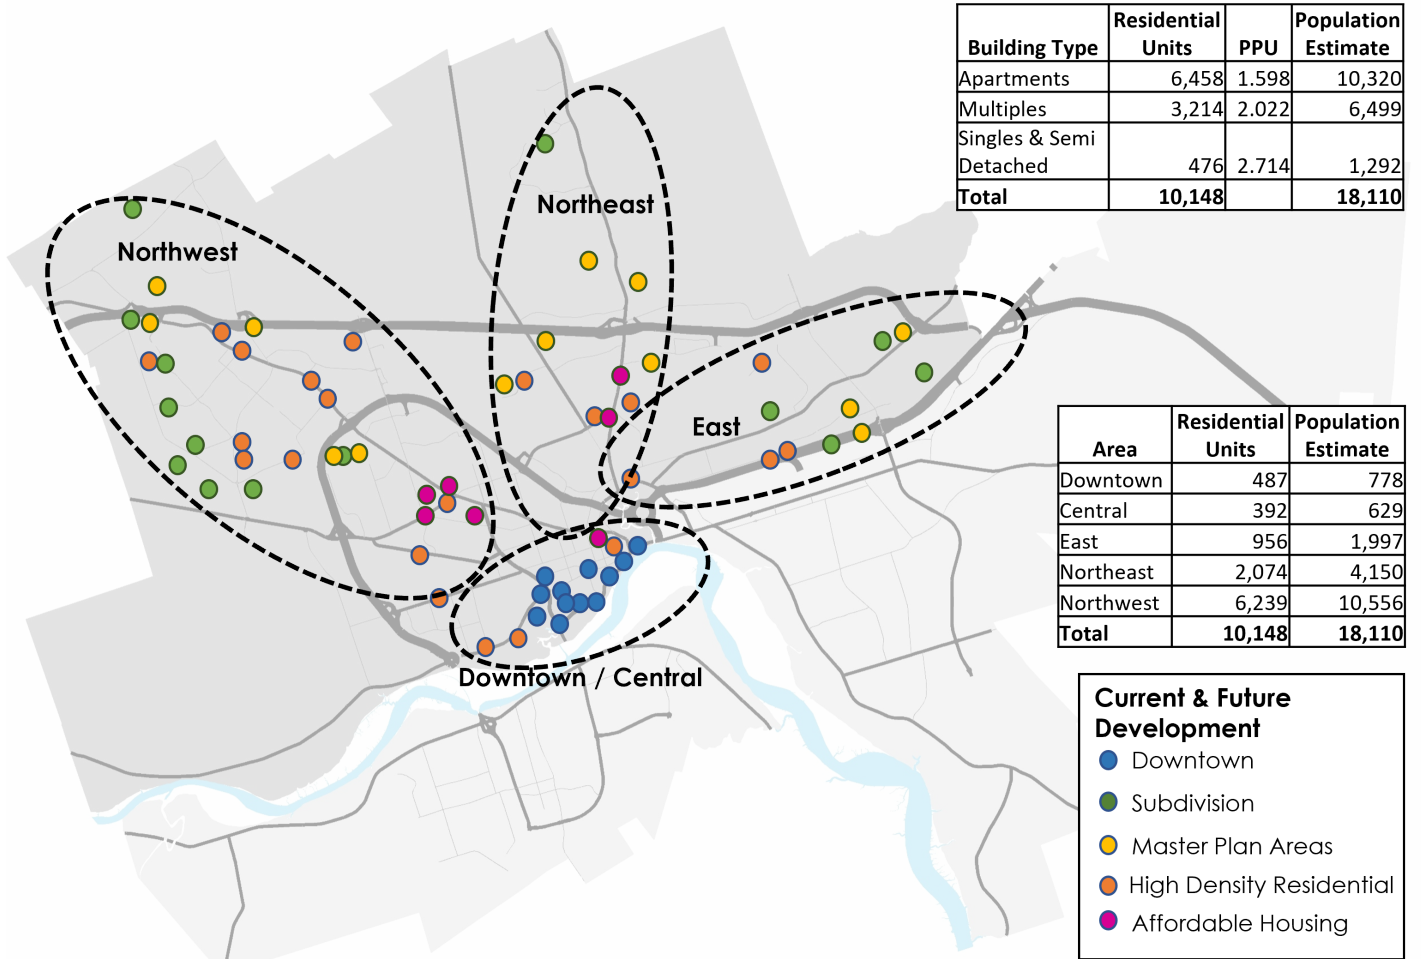 Residential Population
Building Type Units PPU Estimate
Apartments 6,458 1.598 10,320
Multiples 3,214 2.022 6,499
Singles & Semi
Detached 476 2.714 1,292
Total 10,148 18,110
Northeast
Northwest
East
Downtown / Central
Residential Population
Area Units Estimate
Downtown 487 778
Central 392 629
East 956 1,997
Northeast 2,074 4,150
Northwest 6,239 10,556
Total 10,148 18,110
Current & Future
Development
Downtown
Subdivision
Master Plan Areas
High Density Residential
Affordable Housing